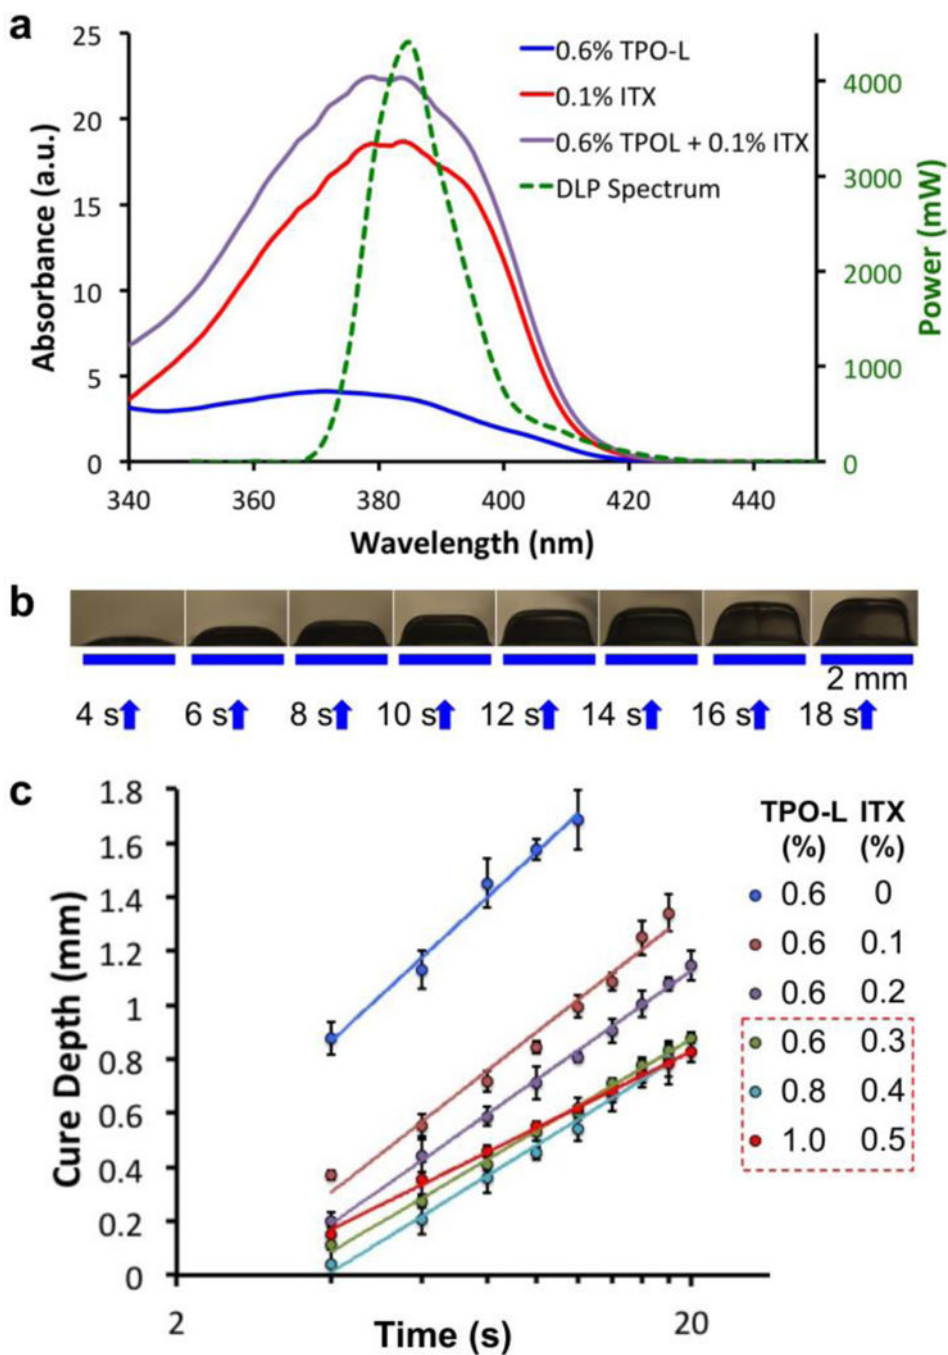 a
25
20
15
10
5
0
Absorbance (a.u.)
340 360 380 400 420 440
Wavelength (nm)
0.6% TPO-L
0.1% ITX
0.6% TPOL + 0.1% ITX
DLP Spectrum
4000
3000
2000
1000
0
Power (mW)
b
2 mm
4 s 6 s 8 s 10 s 12 s 14 s 16 s 18 s
c
1.8
1.6
1.4
1.2
1
0.8
0.6
0.4
0.2
0
Cure Depth (mm)
2 20
Time (s)
TPO-L ITX
(%) (%)
0.6 0
0.6 0.1
0.6 0.2
0.6 0.3
0.8 0.4
1.0 0.5